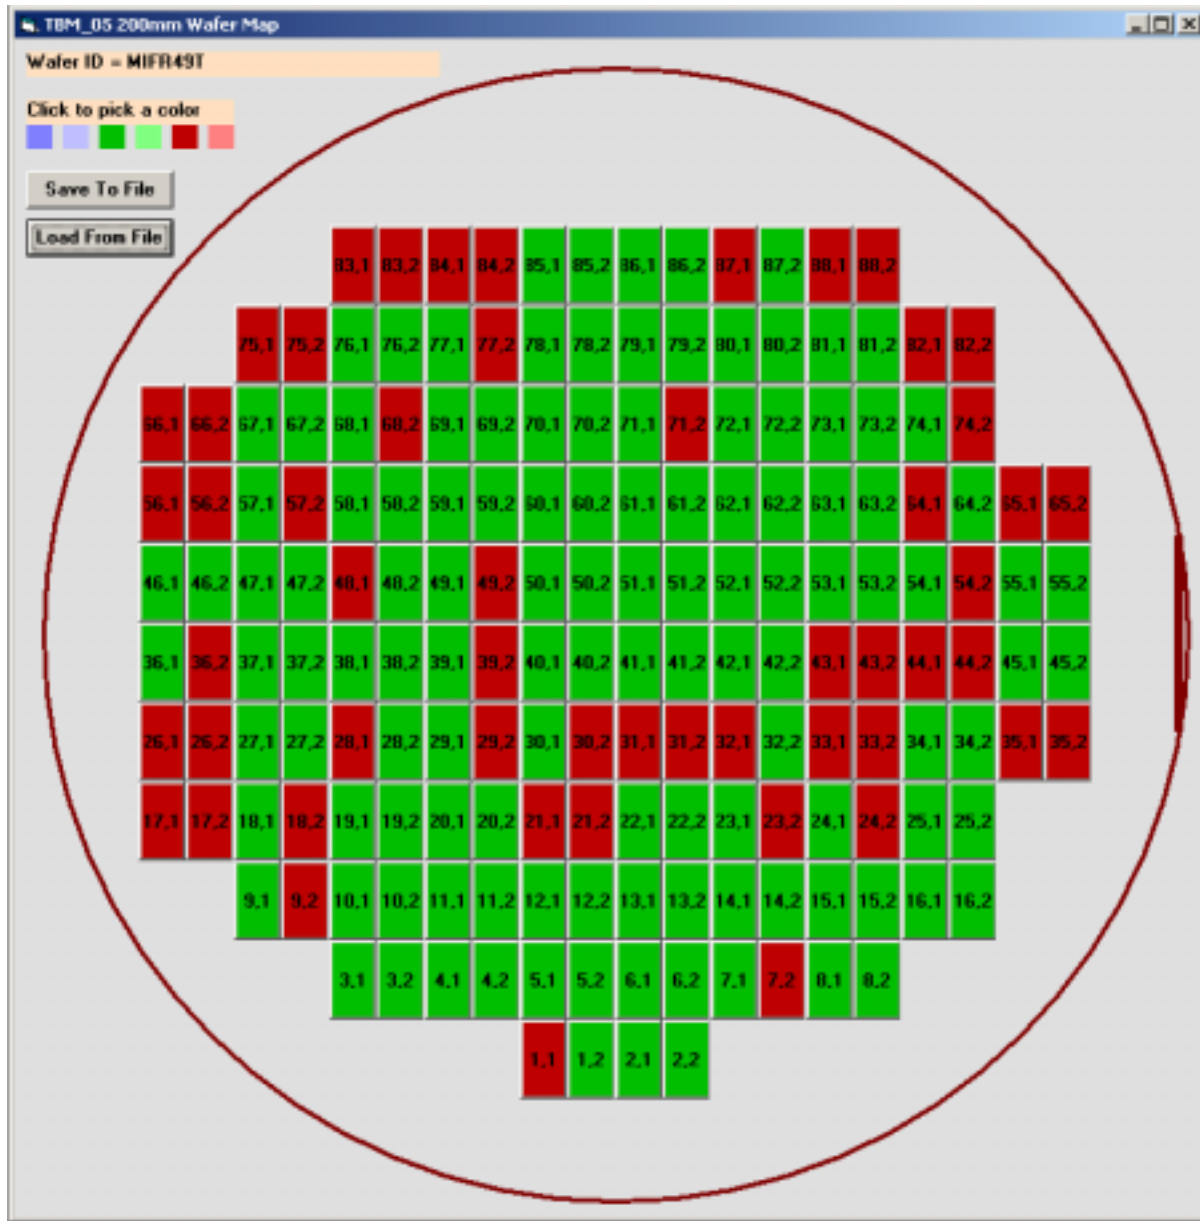 TBM_05 200mm Wafer Map
Wafer ID = MIFR49T
Click to pick a color
Save To File
Load From File
83,1 83,2 84,1 84,2 85,1 85,2 86,1 86,2 87,1 87,2 88,1 88,2
75,1 75,2 76,1 76,2 77,1 77,2 78,1 78,2 79,1 79,2 80,1 80,2 81,1 81,2 82,1 82,2
66,1 66,2 67,1 67,2 68,1 68,2 69,1 69,2 70,1 70,2 71,1 71,2 72,1 72,2 73,1 73,2 74,1 74,2
56,1 56,2 57,1 57,2 58,1 58,2 59,1 59,2 60,1 60,2 61,1 61,2 62,1 62,2 63,1 63,2 64,1 64,2 65,1 65,2
46,1 46,2 47,1 47,2 48,1 48,2 49,1 49,2 50,1 50,2 51,1 51,2 52,1 52,2 53,1 53,2 54,1 54,2 55,1 55,2
36,1 36,2 37,1 37,2 38,1 38,2 39,1 39,2 40,1 40,2 41,1 41,2 42,1 42,2 43,1 43,2 44,1 44,2 45,1 45,2
26,1 26,2 27,1 27,2 28,1 28,2 29,1 29,2 30,1 30,2 31,1 31,2 32,1 32,2 33,1 33,2 34,1 34,2 35,1 35,2
17,1 17,2 18,1 18,2 19,1 19,2 20,1 20,2 21,1 21,2 22,1 22,2 23,1 23,2 24,1 24,2 25,1 25,2
9,1 9,2 10,1 10,2 11,1 11,2 12,1 12,2 13,1 13,2 14,1 14,2 15,1 15,2 16,1 16,2
3,1 3,2 4,1 4,2 5,1 5,2 6,1 6,2 7,1 7,2 8,1 8,2
1,1 1,2 2,1 2,2